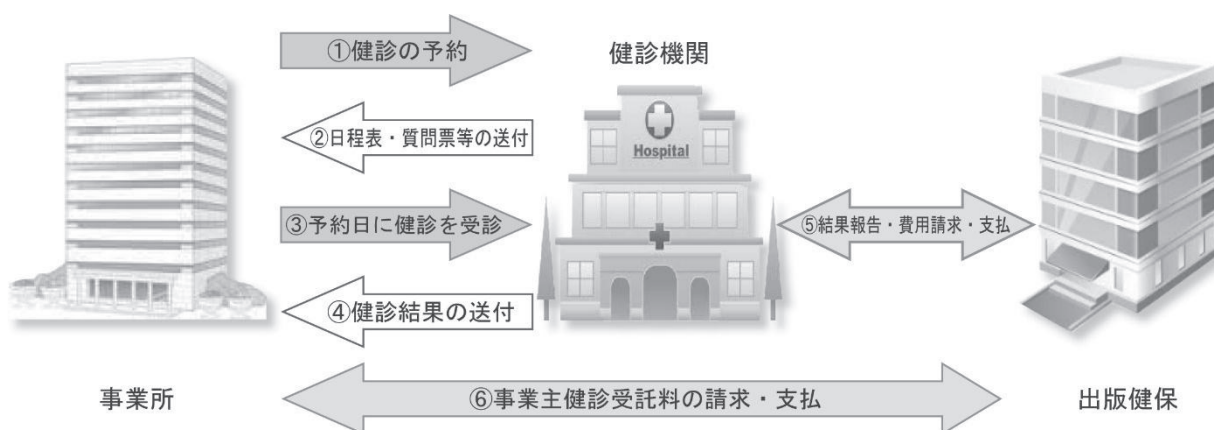 ①健診の予約
健診機関
②日程表・質問票等の送付
Hospital
③予約日に健診を受診
⑤結果報告・費用請求・支払
④健診結果の送付
事業所
⑥事業主健診受託料の請求・支払
出版健保